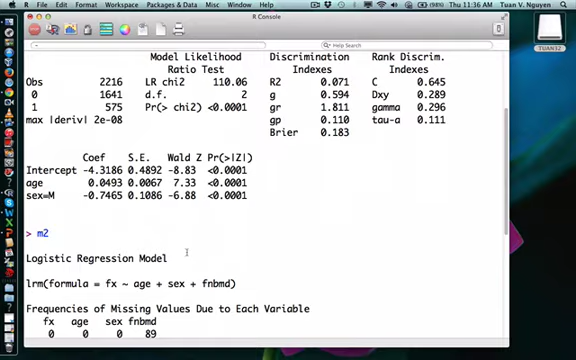 R File Edit Format Workspace Packages & Data Misc Window Help (98%) Thu 11:36 AM Tuan V. Nguyen
R Console
Help Search
TUAN32
Model Likelihood Discrimination Rank Discrim.
Ratio Test Indexes Indexes
Obs 2216 LR chi2 110.06 R2 0.071 C 0.645
0 1641 d.f. 2 g 0.594 Dxy 0.289
1 575 Pr(> chi2) <0.0001 gr 1.811 gamma 0.296
max |deriv| 2e-08 gp 0.110 tau-a 0.111
Brier 0.183
Coef S.E. Wald Z Pr(>|Z|)
Intercept -4.3186 0.4892 -8.83 <0.0001
age 0.0493 0.0067 7.33 <0.0001
sex=M -0.7465 0.1086 -6.88 <0.0001
> m2
Logistic Regression Model
lrm(formula = fx ~ age + sex + fnbmd)
Frequencies of Missing Values Due to Each Variable
fx age sex fnbmd
0 0 0 89